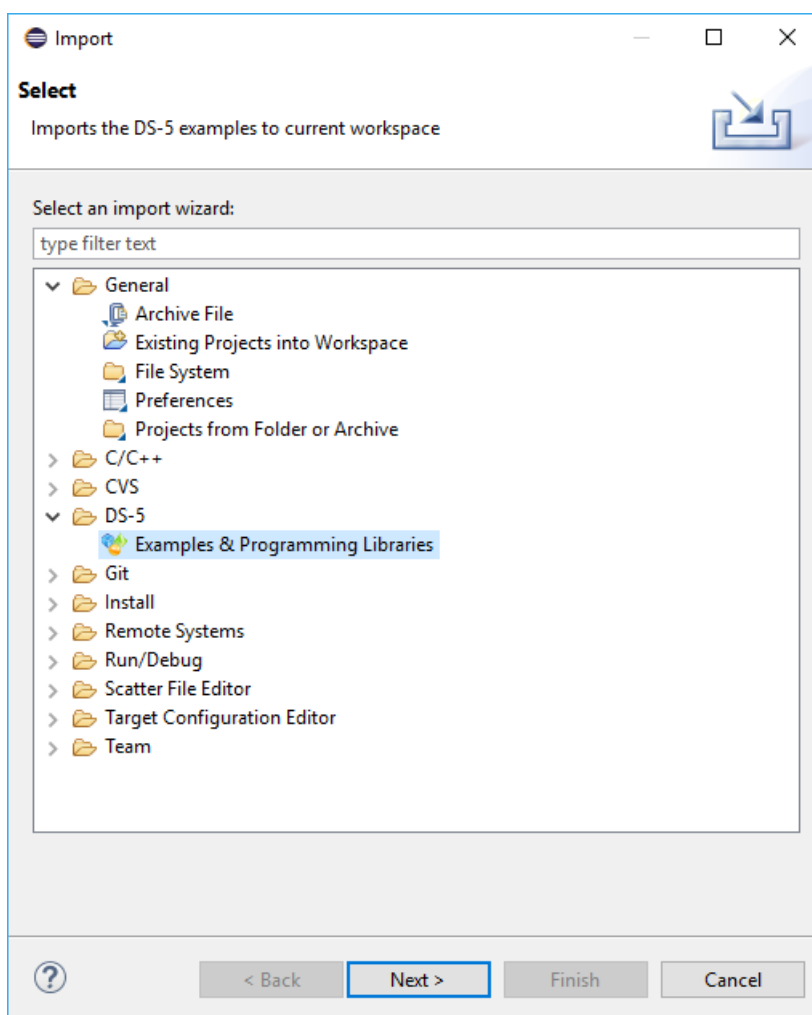 Import
Select
Imports the DS-5 examples to current workspace
Select an import wizard:
type filter text
General
Archive File
Existing Projects into Workspace
File System
Preferences
Projects from Folder or Archive
C/C++
CVS
DS-5
Examples & Programming Libraries
Git
Install
Remote Systems
Run/Debug
Scatter File Editor
Target Configuration Editor
Team
? < Back Next > Finish Cancel